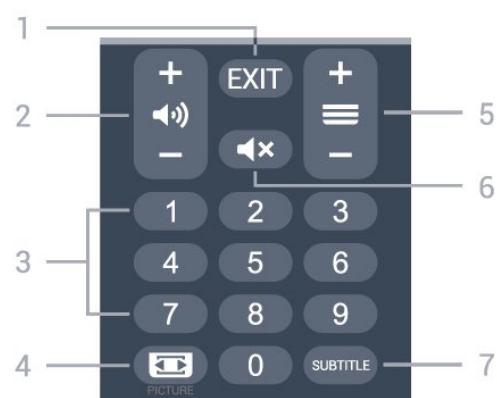 1
+ EXIT +
2 5
- -
6
1 2 3
3
4 5 6
7 8 9
4 0 SUBTITLE 7
PICTURE